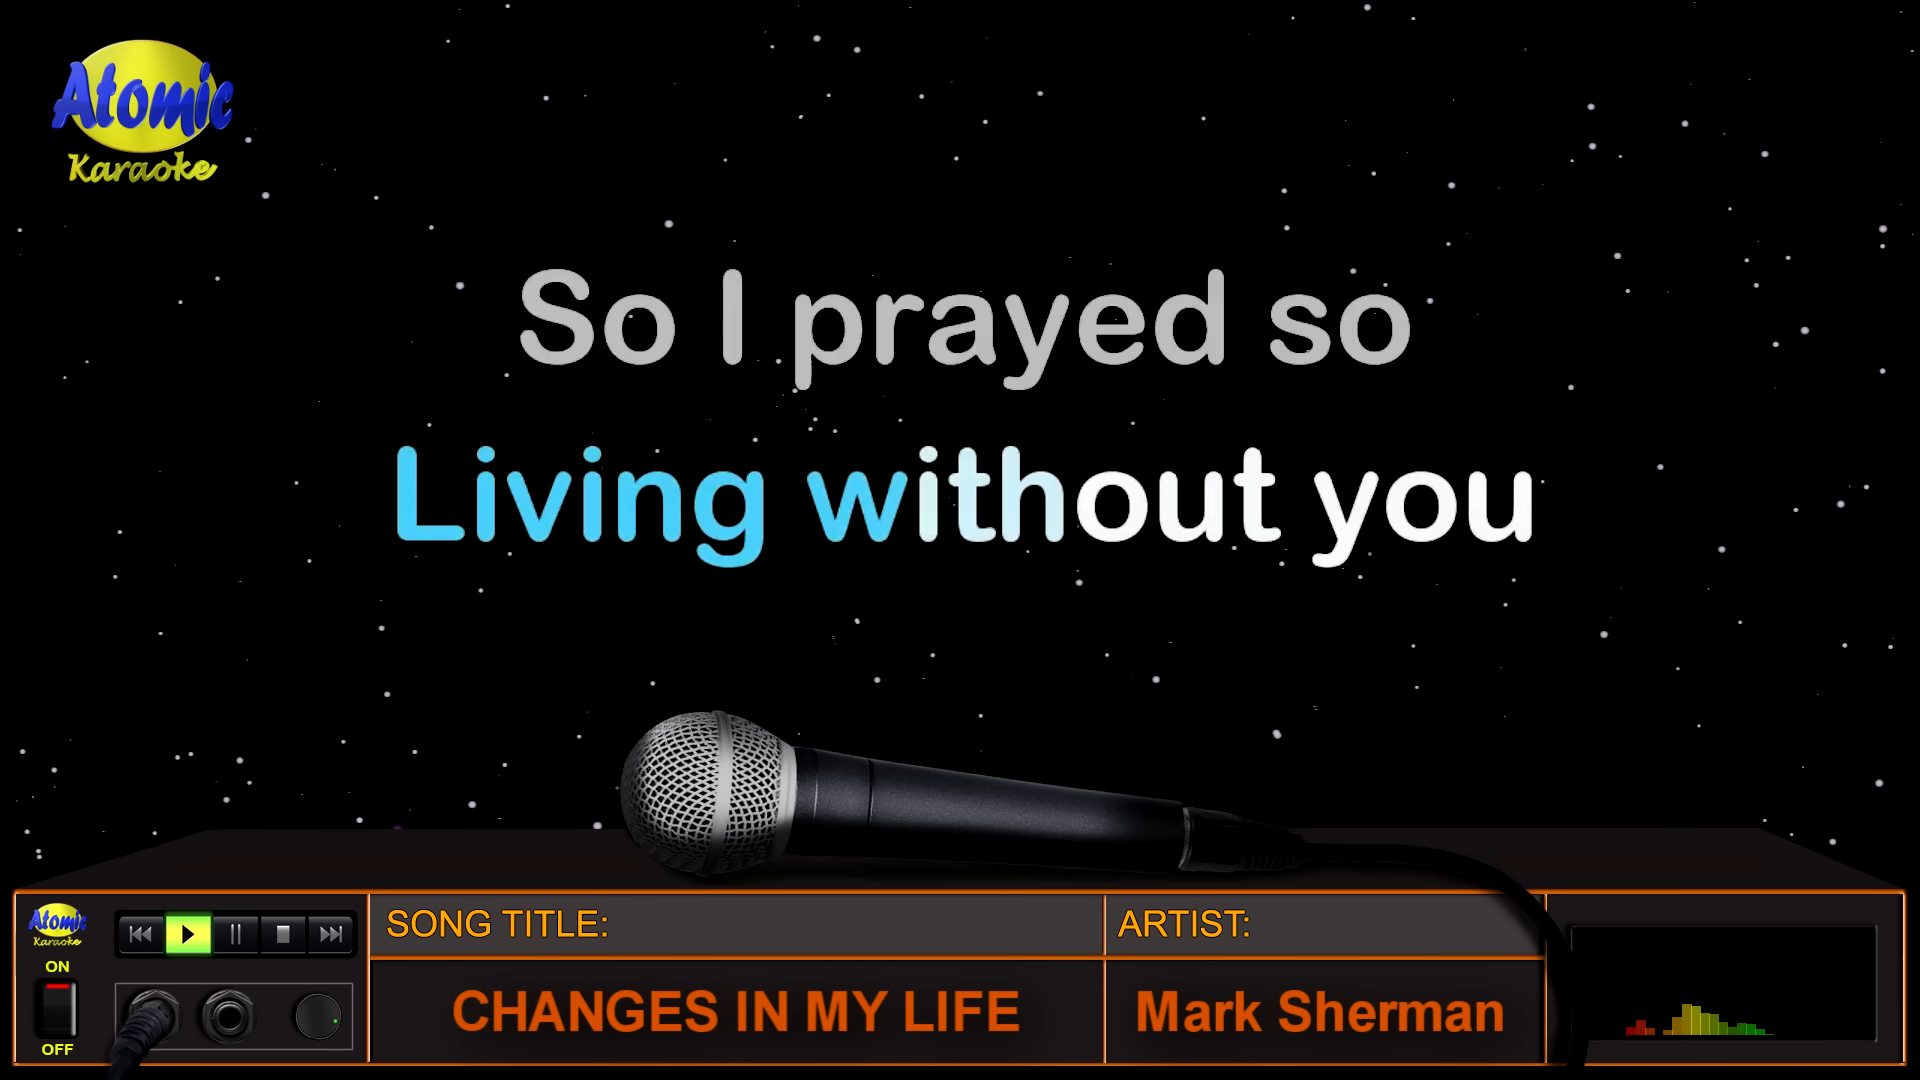 Atomic
Karaoke
So I prayed so
Living without you
Atomic
Karaoke
ON
OFF
SONG TITLE:
CHANGES IN MY LIFE
ARTIST:
Mark Sherman